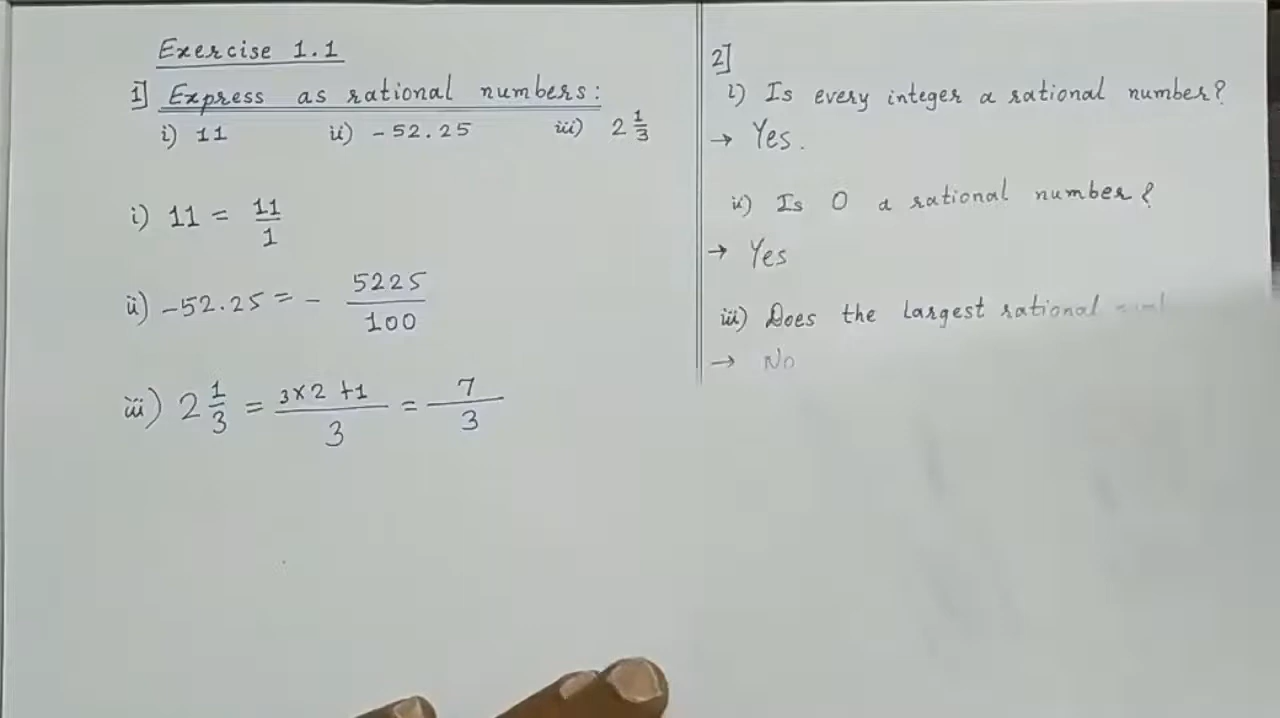 Exercise 1.1
1] Express as rational numbers:
i) 11 ii) -52.25 iii) 2 1/3
i) 11 = 11/1
ii) -52.25 = - 5225/100
iii) 2 1/3 = 3×2 +1/3 = 7/3
2]
i) Is every integer a rational number?
→ Yes.
ii) Is 0 a rational number?
→ Yes
iii) Does the largest rational
→ No